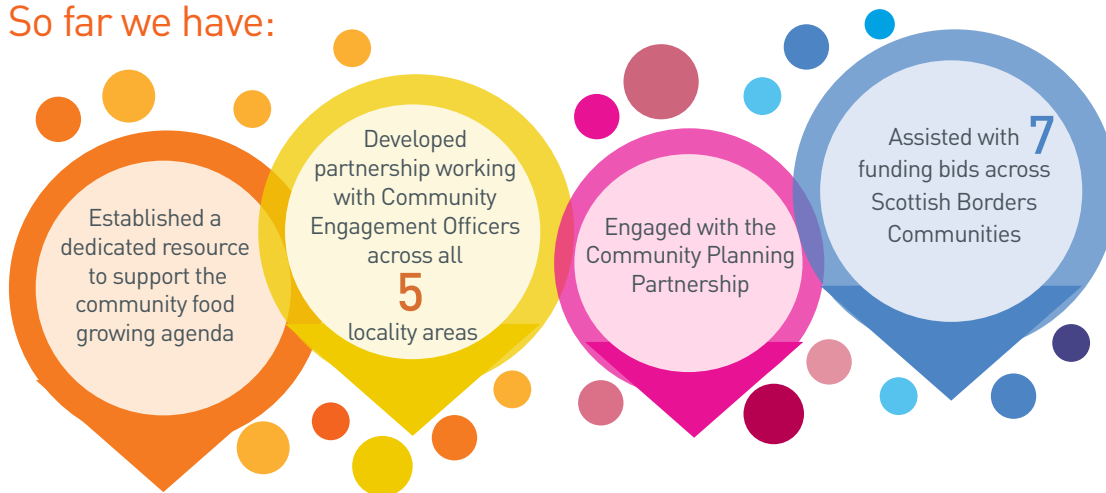 So far we have:
Established a
dedicated resource
to support the
community food
growing agenda
Developed
partnership working
with Community
Engagement Officers
across all
5
locality areas
Engaged with the
Community Planning
Partnership
Assisted with 7
funding bids across
Scottish Borders
Communities